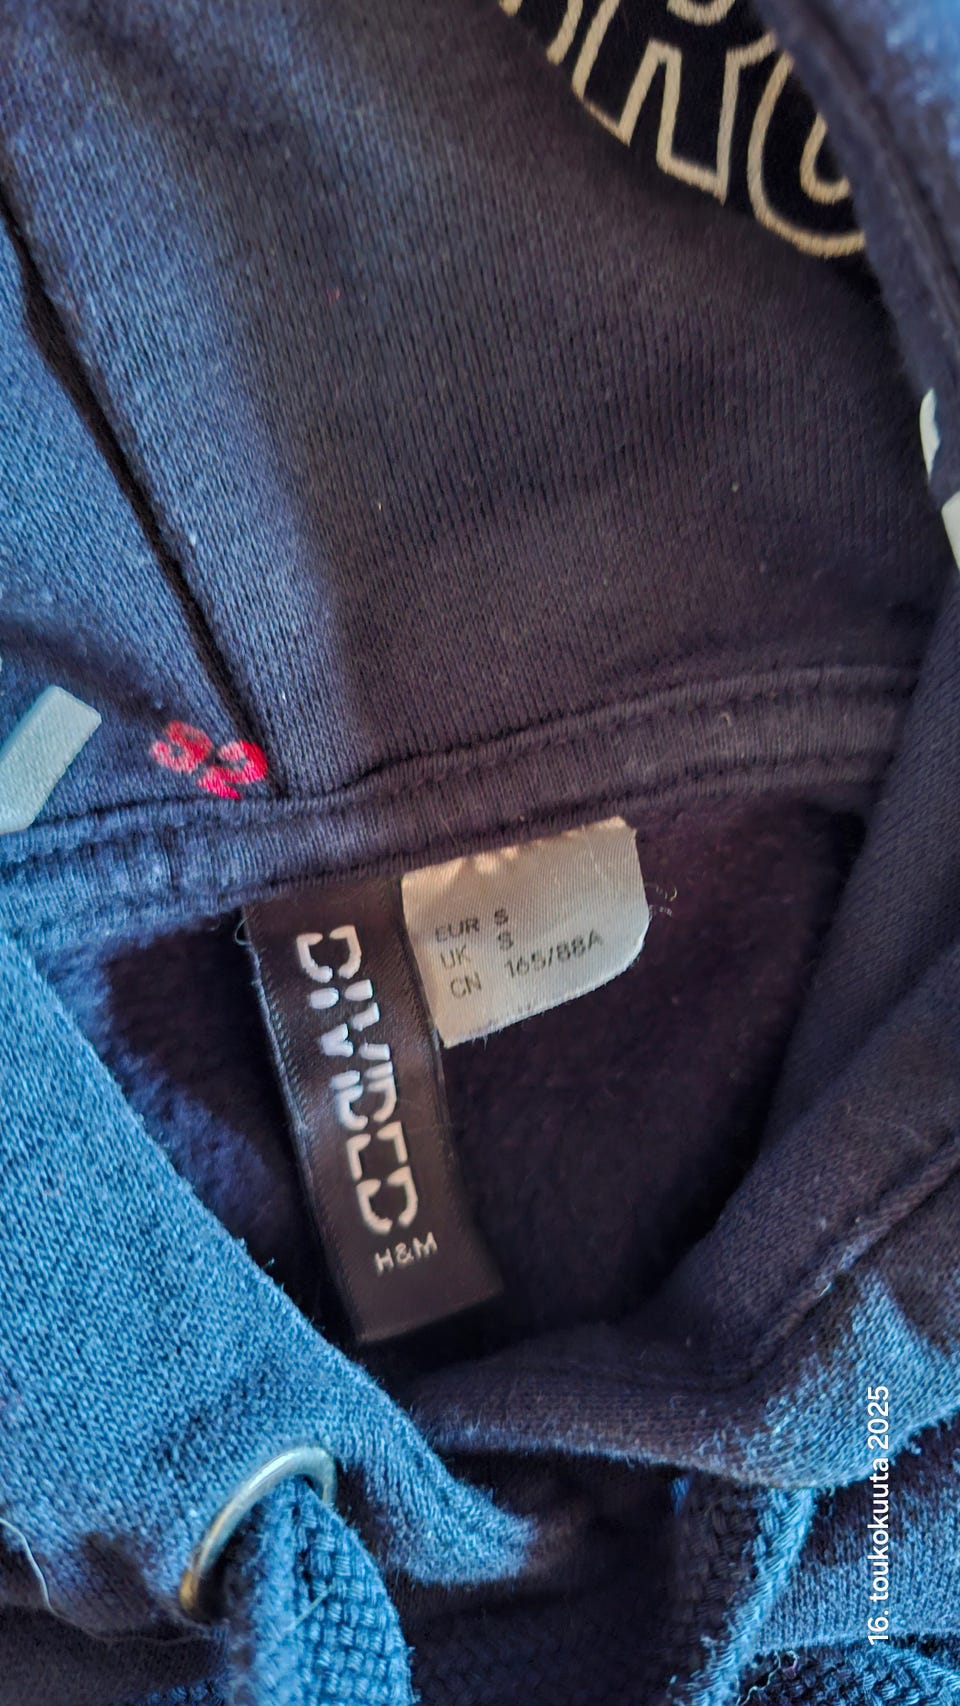 EUR S
UK S
CN 165/88A
DIVIDED
H&M
16. toukokuuta 2025